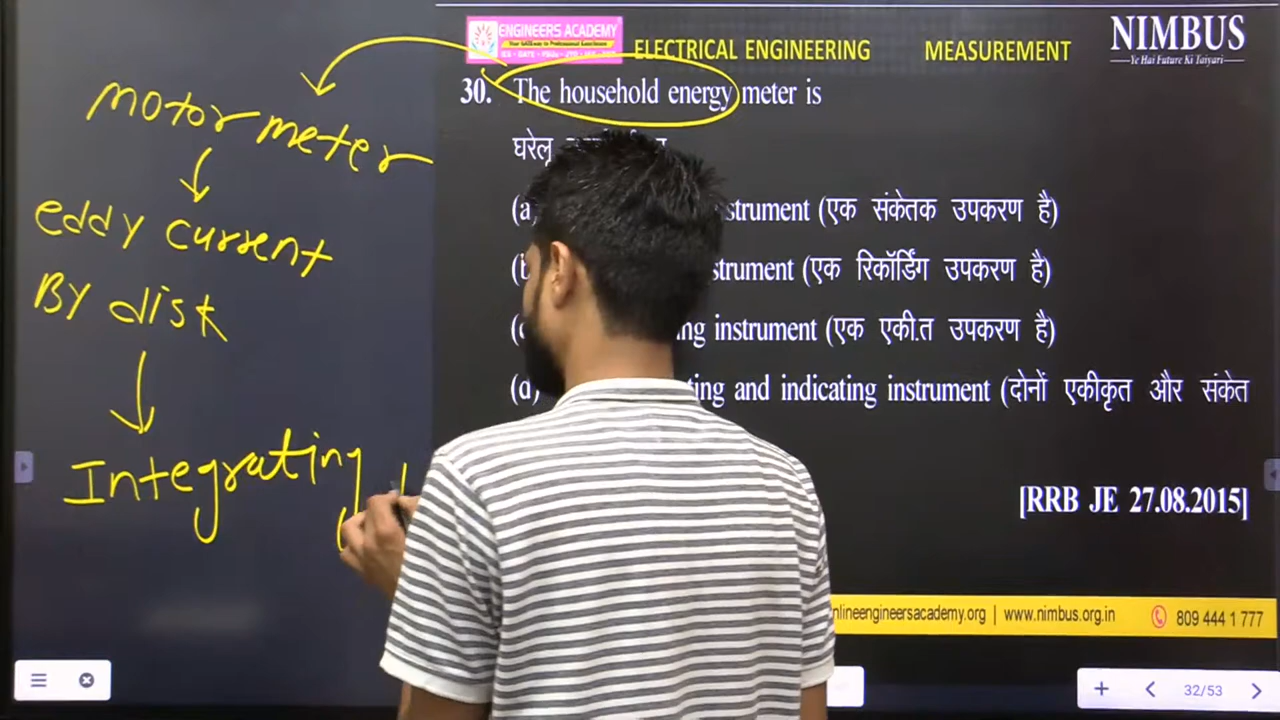 ENGINEERS ACADEMY
ELECTRICAL ENGINEERING MEASUREMENT
NIMBUS
Ye Hai Future Ki Taiyari
30. The household energy meter is
घरेलू
strument (एक संकेतक उपकरण है)
strument (एक रिकॉर्डिंग उपकरण है)
ng instrument (एक एकी.त उपकरण है)
ting and indicating instrument (दोनों एकीकृत और संकेत
[RRB JE 27.08.2015]
motor meter
eddy current
By disk
Integrating
nlineengineersacademy.org | www.nimbus.org.in 809 444 1 777
32/53